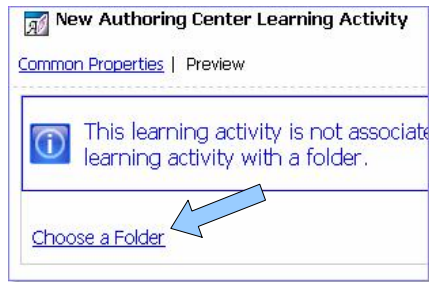 New Authoring Center Learning Activity
Common Properties | Preview
This learning activity is not associate
learning activity with a folder.
Choose a Folder